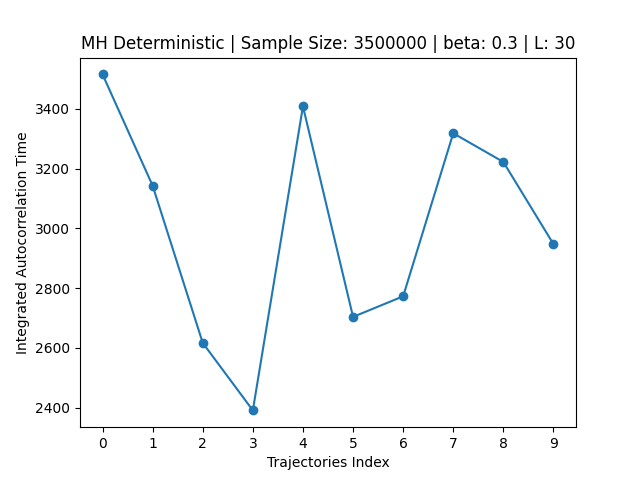 MH Deterministic | Sample Size: 3500000 | beta: 0.3 | L: 30
Integrated Autocorrelation Time
3400
3200
3000
2800
2600
2400
0 1 2 3 4 5 6 7 8 9
Trajectories Index